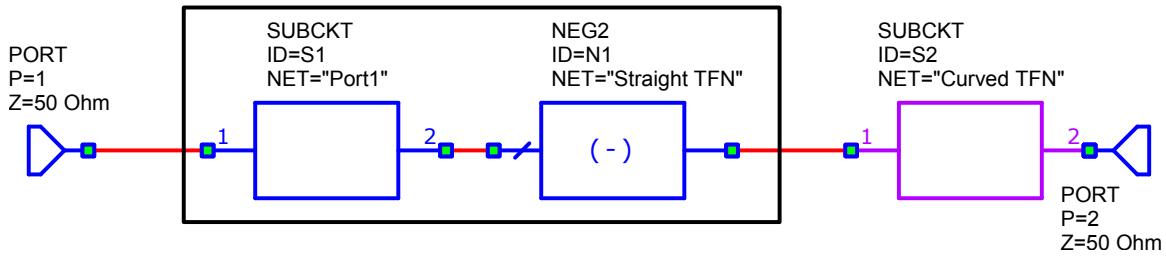 PORT
P=1
Z=50 Ohm
SUBCKT
ID=S1
NET="Port1"
1
2
NEG2
ID=N1
NET="Straight TFN"
(-)
SUBCKT
ID=S2
NET="Curved TFN"
1
2
PORT
P=2
Z=50 Ohm